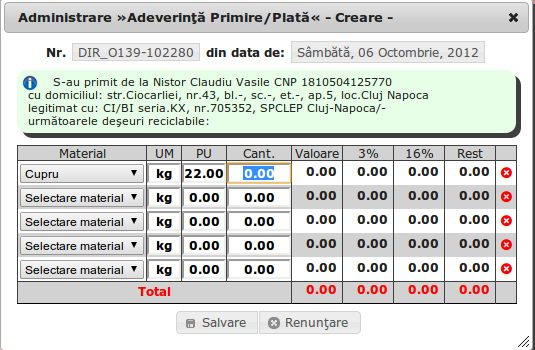 Administrare »Adeverinţă Primire/Plată« - Creare -
Nr. DIR_O139-102280 din data de: Sâmbătă, 06 Octombrie, 2012
S-au primit de la Nistor Claudiu Vasile CNP 1810504125770
cu domiciliul: str.Ciocarliei, nr.43, bl.-, sc.-, et.-, ap.5, loc.Cluj Napoca
legitimat cu: CI/BI seria.KX, nr.705352, SPCLEP Cluj-Napoca/-
următoarele deşeuri reciclabile:
Material UM PU Cant. Valoare 3% 16% Rest
Cupru kg 22.00 0.00 0.00 0.00 0.00 0.00
Selectare material kg 0.00 0.00 0.00 0.00 0.00 0.00
Selectare material kg 0.00 0.00 0.00 0.00 0.00 0.00
Selectare material kg 0.00 0.00 0.00 0.00 0.00 0.00
Selectare material kg 0.00 0.00 0.00 0.00 0.00 0.00
Total 0.00 0.00 0.00 0.00
Salvare Renunţare